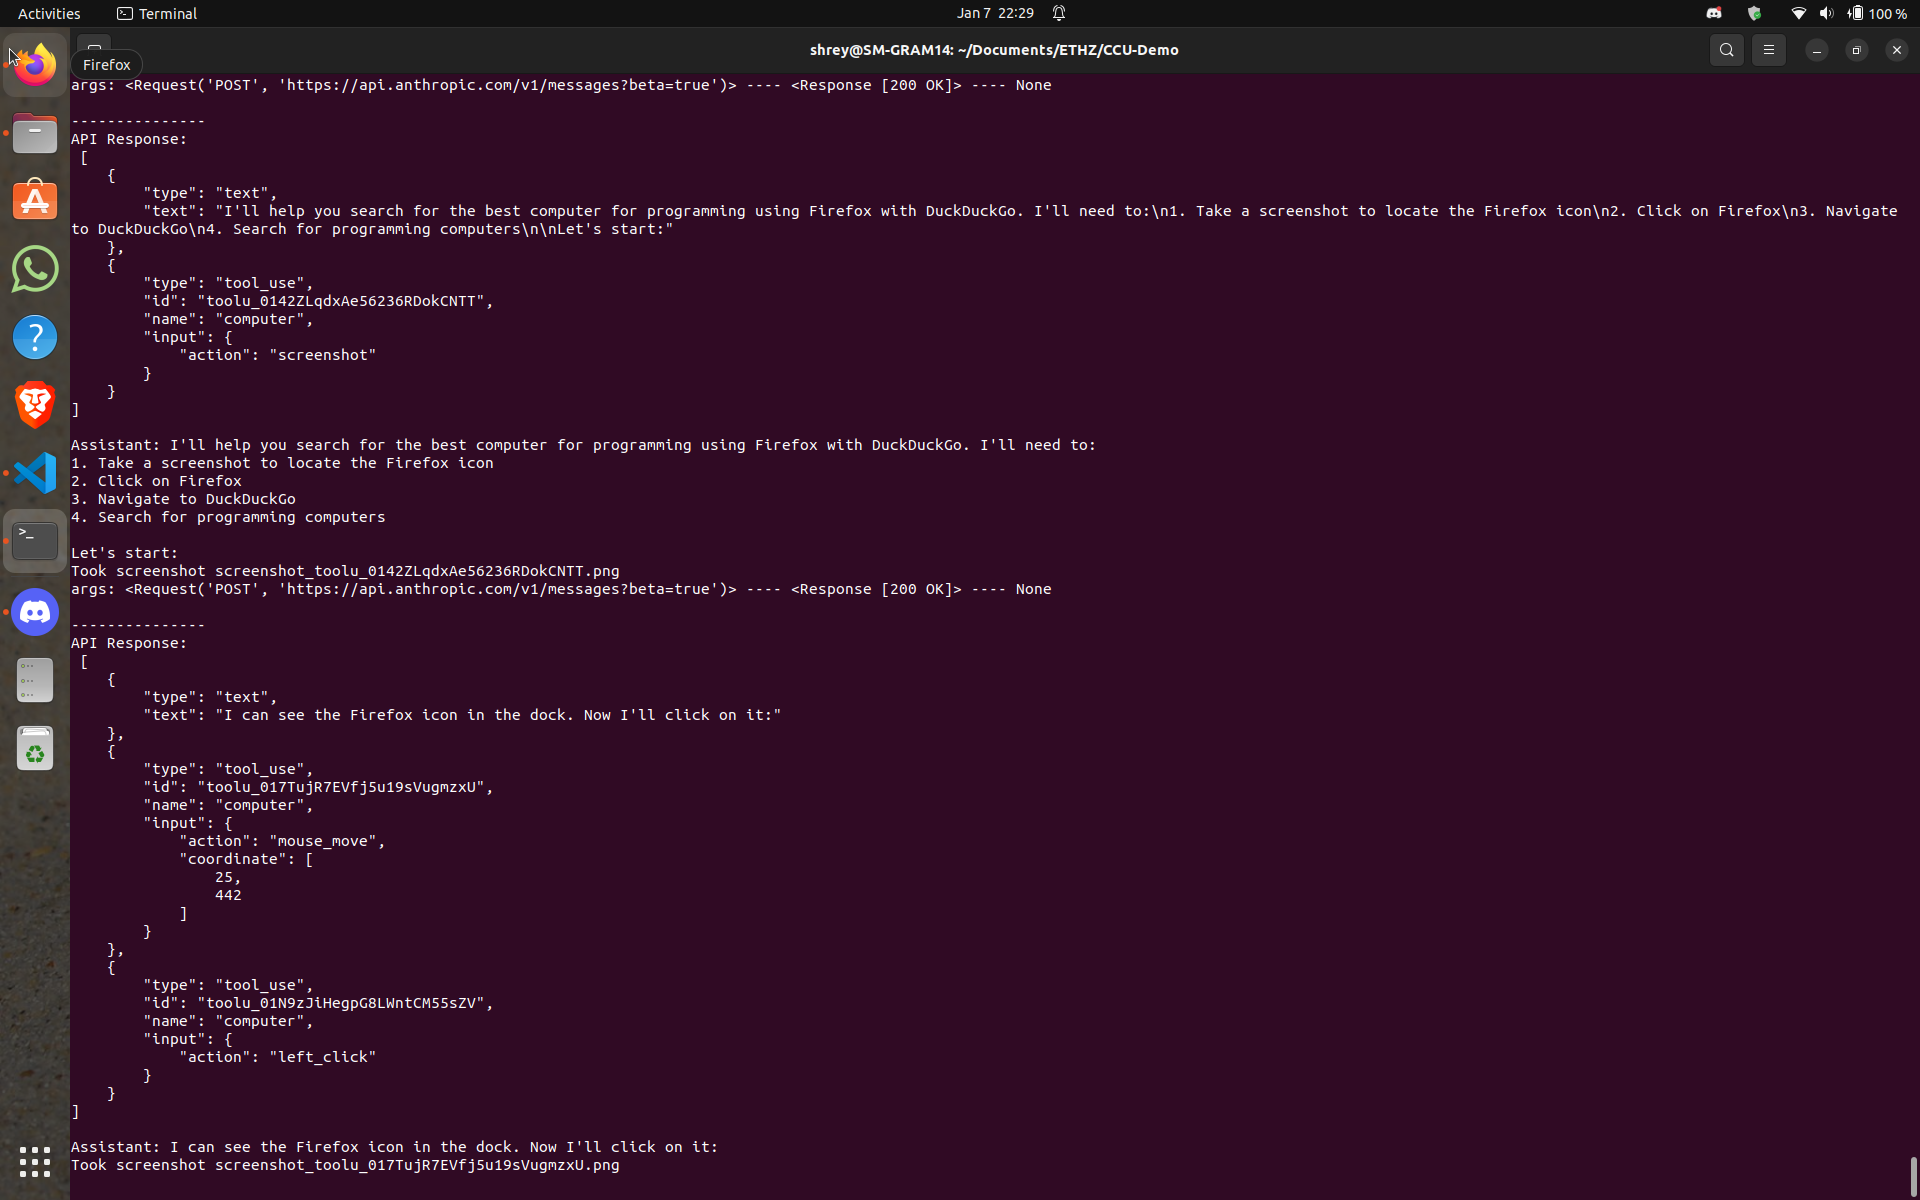 Activities Terminal Jan 7 22:29 100 %
shrey@SM-GRAM14: ~/Documents/ETHZ/CCU-Demo
Firefox
args: <Request('POST', 'https://api.anthropic.com/v1/messages?beta=true')> ---- <Response [200 OK]> ---- None
---------------
API Response:
[
{
"type": "text",
"text": "I'll help you search for the best computer for programming using Firefox with DuckDuckGo. I'll need to:\n1. Take a screenshot to locate the Firefox icon\n2. Click on Firefox\n3. Navigate
to DuckDuckGo\n4. Search for programming computers\n\nLet's start:"
},
{
"type": "tool_use",
"id": "toolu_0142ZLqdxAe56236RDokCNTT",
"name": "computer",
"input": {
"action": "screenshot"
}
}
]
Assistant: I'll help you search for the best computer for programming using Firefox with DuckDuckGo. I'll need to:
1. Take a screenshot to locate the Firefox icon
2. Click on Firefox
3. Navigate to DuckDuckGo
4. Search for programming computers
Let's start:
Took screenshot screenshot_toolu_0142ZLqdxAe56236RDokCNTT.png
args: <Request('POST', 'https://api.anthropic.com/v1/messages?beta=true')> ---- <Response [200 OK]> ---- None
---------------
API Response:
[
{
"type": "text",
"text": "I can see the Firefox icon in the dock. Now I'll click on it:"
},
{
"type": "tool_use",
"id": "toolu_017TujR7EVfj5u19sVugmzxU",
"name": "computer",
"input": {
"action": "mouse_move",
"coordinate": [
25,
442
]
}
},
{
"type": "tool_use",
"id": "toolu_01N9zJiHegpG8LWntCM55sZV",
"name": "computer",
"input": {
"action": "left_click"
}
}
]
Assistant: I can see the Firefox icon in the dock. Now I'll click on it:
Took screenshot screenshot_toolu_017TujR7EVfj5u19sVugmzxU.png